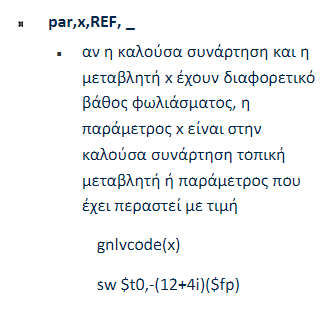 par,x,REF, _
αν η καλούσα συνάρτηση και η
μεταβλητή x έχουν διαφορετικό
βάθος φωλιάσματος, η
παράμετρος x είναι στην
καλούσα συνάρτηση τοπική
μεταβλητή ή παράμετρος που
έχει περαστεί με τιμή
gnlvcode(x)
sw $t0,-(12+4i)($fp)